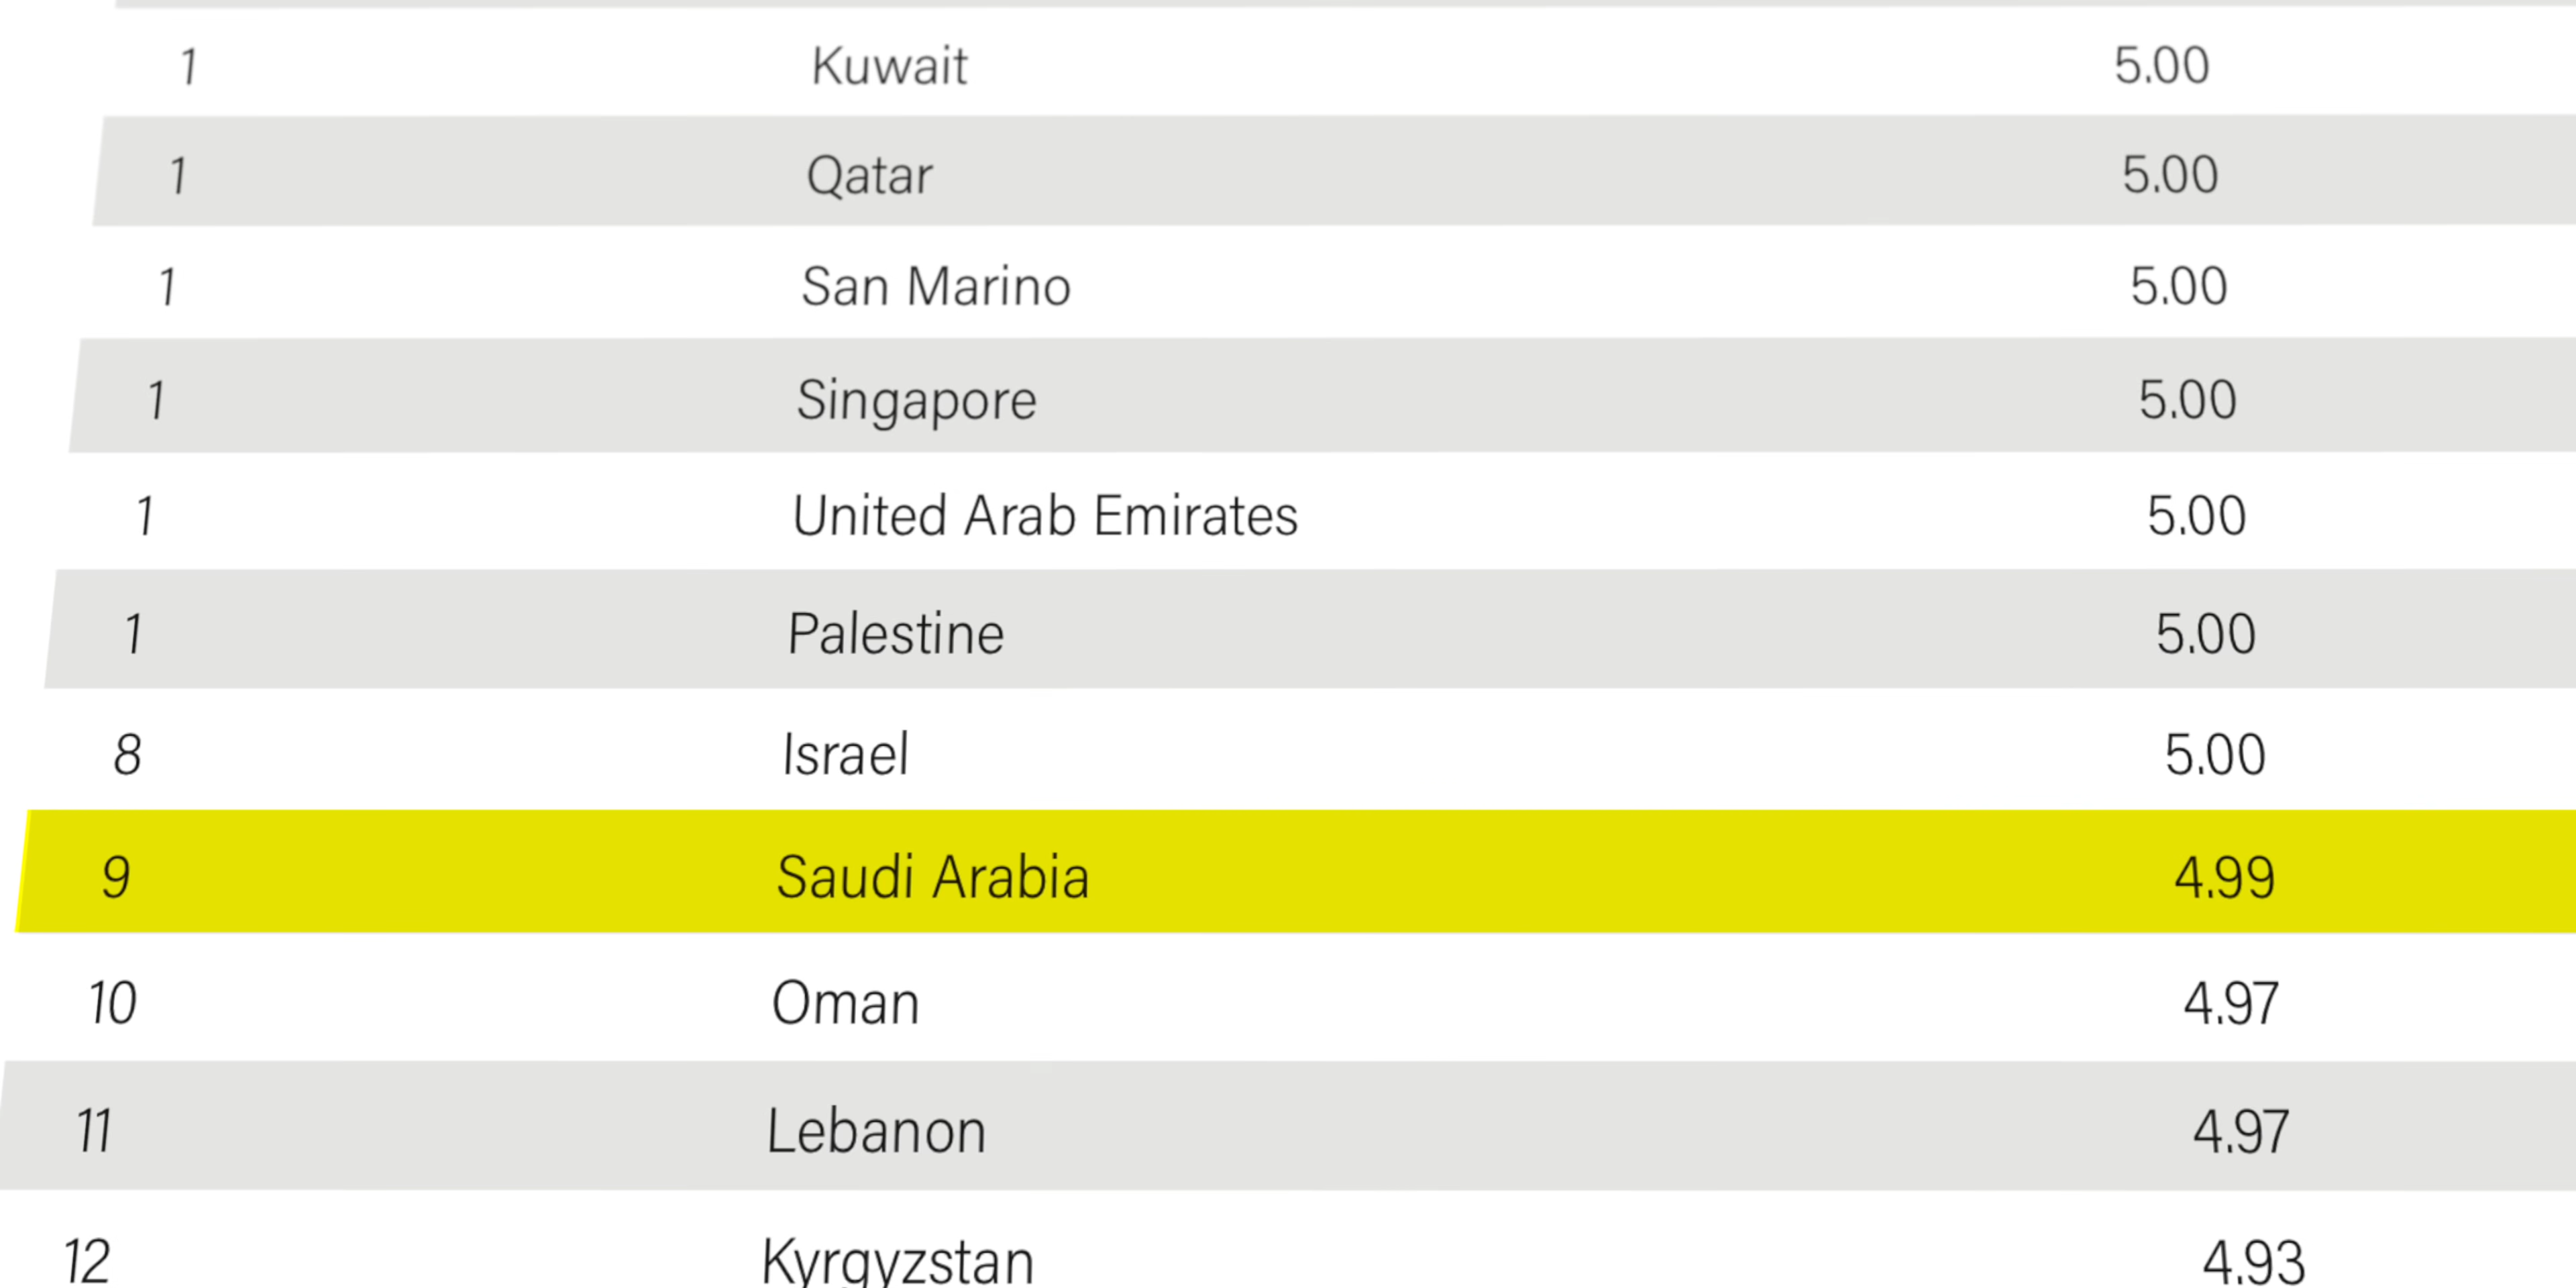 1 Kuwait 5.00
1 Qatar 5.00
1 San Marino 5.00
1 Singapore 5.00
1 United Arab Emirates 5.00
1 Palestine 5.00
8 Israel 5.00
9 Saudi Arabia 4.99
10 Oman 4.97
11 Lebanon 4.97
12 Kyrgyzstan 4.93